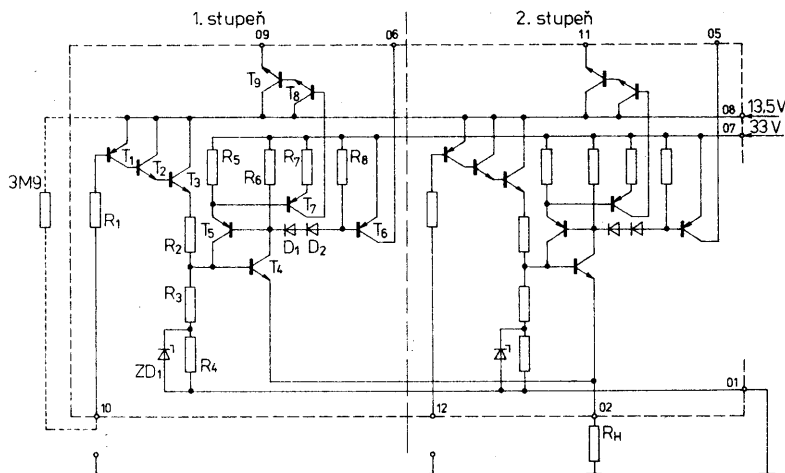 1. stupeň
2. stupeň
09
06
11
05
T9
T8
08
13,5V
07
33V
T1
T2
T3
R5
R6
R7
R8
3M9
R1
T7
R2
T5
D1
D2
T6
T4
R3
ZD1
R4
01
10
12
02
RH